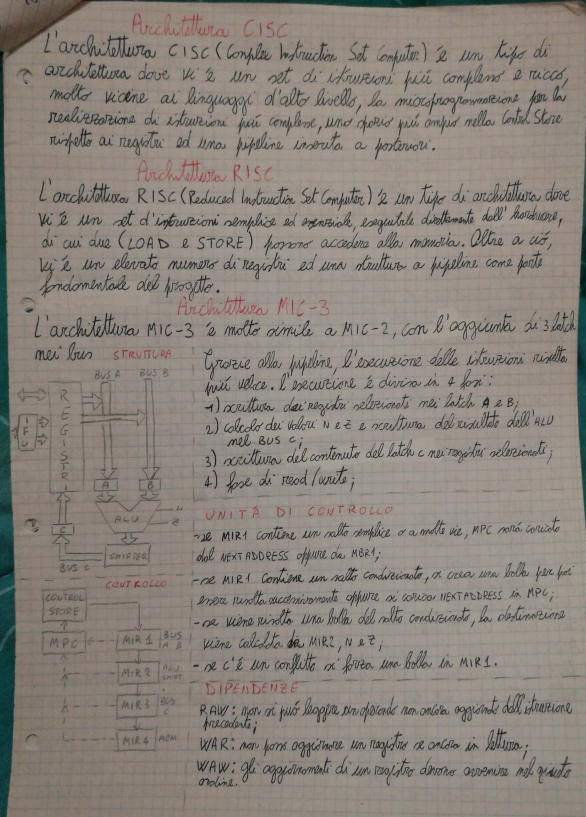 Architettura CISC
L'architettura CISC (Complex Instruction Set Computer) è un tipo di
architettura dove vi è un set di istruzioni più complesso e ricco,
molto vicine ai linguaggi d'alto livello, la microprogrammazione per la
realizzazione di istruzioni più complesse, uno spazio più ampio nella Control Store
rispetto ai registri ed una pipeline inserita a posteriori.
Architettura RISC
L'architettura RISC (Reduced Instruction Set Computer) è un tipo di architettura dove
vi è un set d'istruzioni semplice ed essenziale, eseguibile direttamente dall'hardware,
di cui due (LOAD e STORE) possono accedere alla memoria. Oltre a ciò,
vi è un elevato numero di registri ed una struttura a pipeline come parte
fondamentale del progetto.
Architettura MIC-3
L'architettura MIC-3 è molto simile a MIC-2, con l'aggiunta di 3 latch
nei bus
STRUTTURA
BUS A
BUS B
REGISTRI
IFU
A
B
ALU
N
Z
C
SHIFTER
BUS C
Grazie alla pipeline, l'esecuzione delle istruzioni risulta
più veloce. L'esecuzione è divisa in 4 fasi:
1) scrittura dei registri selezionati nei latch A e B;
2) calcolo dei valori N e Z e scrittura del risultato dell'ALU
nel BUS C;
3) scrittura del contenuto del latch C nei registri selezionati;
4) fase di read/write;
UNITÀ DI CONTROLLO
- se MIR1 contiene un salto semplice o a molte vie, MPC sarà caricato
dal NEXTADDRESS oppure da MBR1;
- se MIR1 contiene un salto condizionato, si crea una bolla per poi
essere risolta successivamente oppure si carica NEXTADDRESS in MPC;
- se viene risolta una bolla del salto condizionato, la destinazione
viene calcolata da MIR2, N e Z;
- se c'è un conflitto si forza una bolla in MIR1.
CONTROLLO
CONTROL
STORE
MPC
MIR1
BUS
A B
MIR2
ALU
SHIFT
MIR3
BUS
C
MIR4
MEM
DIPENDENZE
RAW: non si può leggere un operando non ancora aggiornato dall'istruzione
precedente;
WAR: non posso aggiornare un registro se ancora in lettura;
WAW: gli aggiornamenti di un registro devono avvenire nel giusto
ordine.